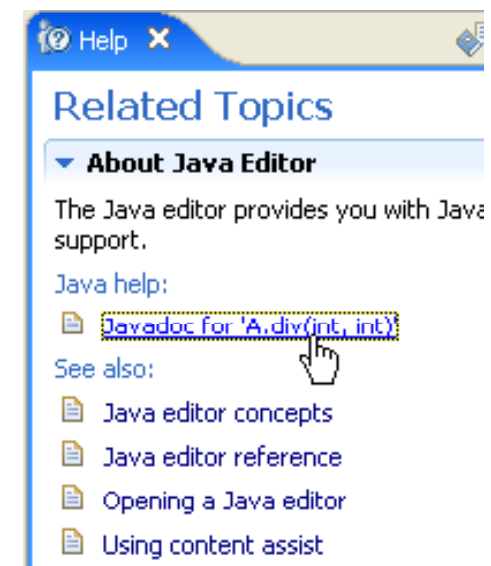 Help
Related Topics
About Java Editor
The Java editor provides you with Java
support.
Java help:
Javadoc for 'A.div(int, int)'
See also:
Java editor concepts
Java editor reference
Opening a Java editor
Using content assist